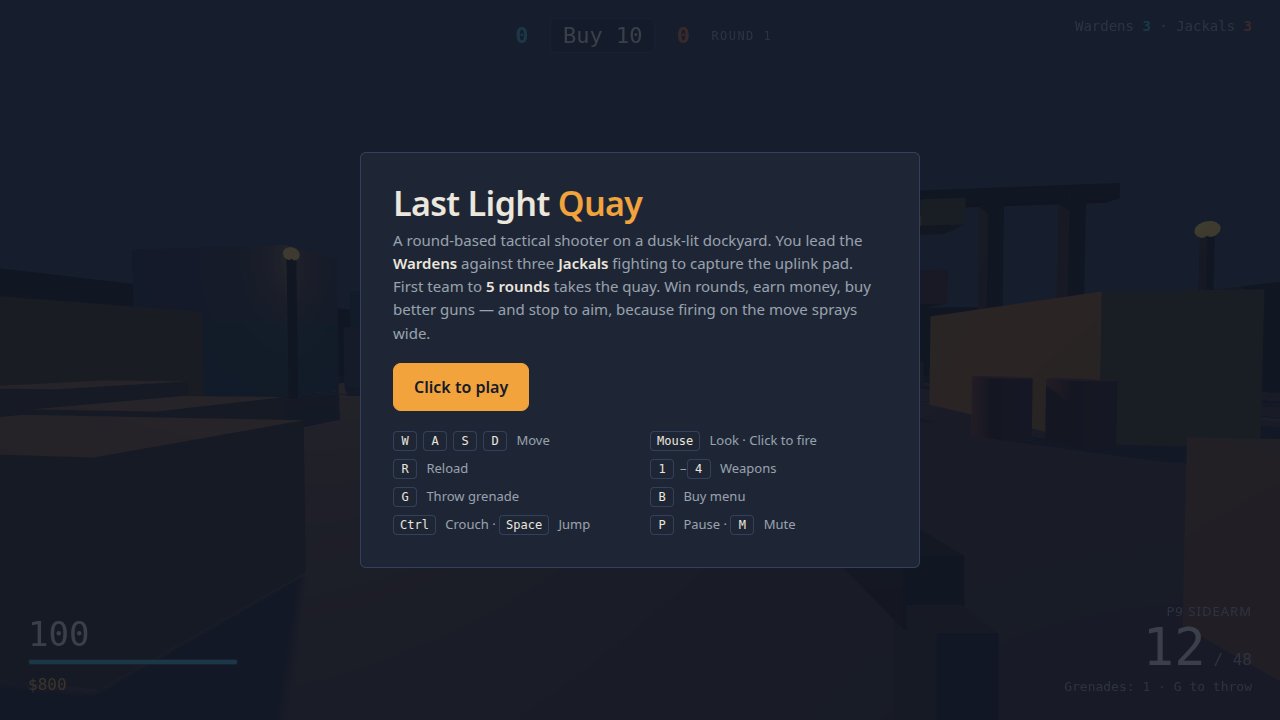 0 Buy 10 0 ROUND 1
Wardens 3 · Jackals 3
Last Light Quay
A round-based tactical shooter on a dusk-lit dockyard. You lead the
Wardens against three Jackals fighting to capture the uplink pad.
First team to 5 rounds takes the quay. Win rounds, earn money, buy
better guns — and stop to aim, because firing on the move sprays
wide.
Click to play
W A S D Move
Mouse Look · Click to fire
R Reload
1 –4 Weapons
G Throw grenade
B Buy menu
Ctrl Crouch · Space Jump
P Pause · M Mute
100
$800
P9 SIDEARM
12 / 48
Grenades: 1 · G to throw